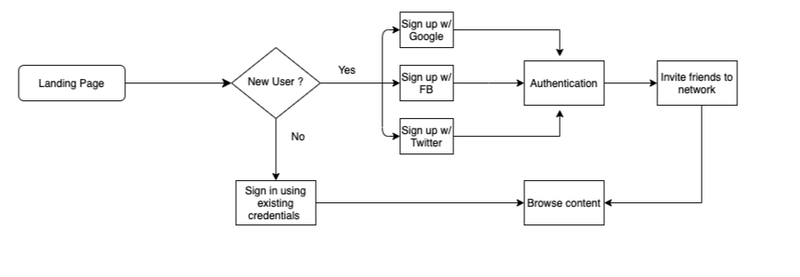 Landing Page
New User ?
Yes
No
Sign up w/
Google
Sign up w/
FB
Sign up w/
Twitter
Authentication
Invite friends to
network
Sign in using
existing
credentials
Browse content